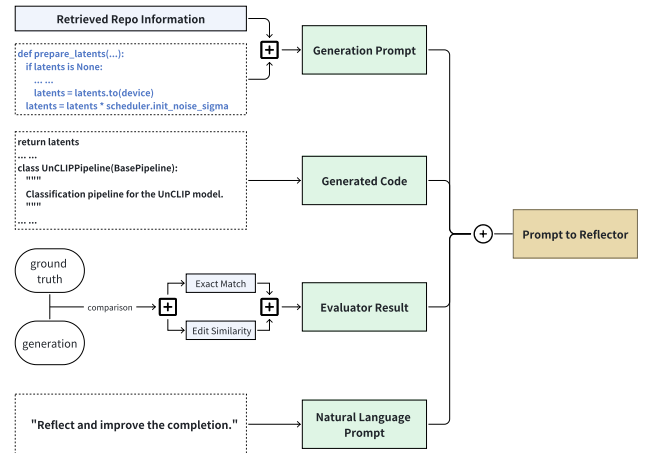 Retrieved Repo Information
def prepare_latents(...):
if latents is None:
... ...
latents = latents.to(device)
latents = latents * scheduler.init_noise_sigma
Generation Prompt
return latents
... ...
class UnCLIPPipeline(BasePipeline):
"""
Classification pipeline for the UnCLIP model.
"""
... ...
Generated Code
Prompt to Reflector
ground
truth
generation
comparison
Exact Match
Edit Similarity
Evaluator Result
"Reflect and improve the completion."
Natural Language
Prompt